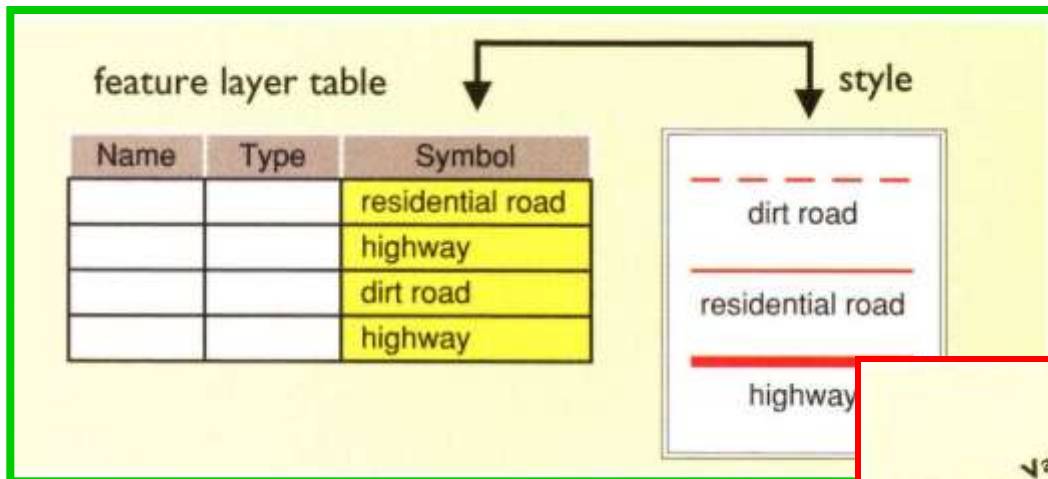 feature layer table
style
Name Type Symbol
residential road
highway
dirt road
highway
dirt road
residential road
highway